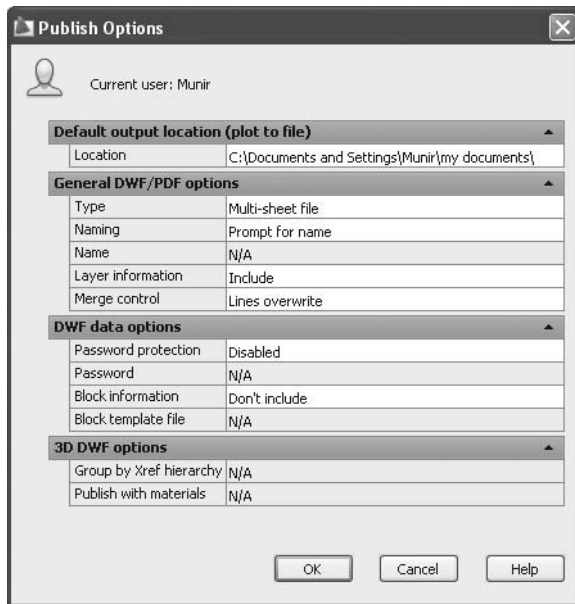 Publish Options
Current user: Munir
Default output location (plot to file)
Location C:\Documents and Settings\Munir\my documents\
General DWF/PDF options
Type Multi-sheet file
Naming Prompt for name
Name N/A
Layer information Include
Merge control Lines overwrite
DWF data options
Password protection Disabled
Password N/A
Block information Don't include
Block template file N/A
3D DWF options
Group by Xref hierarchy N/A
Publish with materials N/A
OK Cancel Help